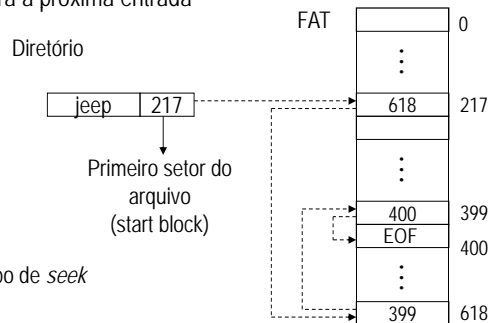 ra a próxima entrada
FAT
0
Diretório
jeep 217
618 217
Primeiro setor do
arquivo
(start block)
400 399
EOF 400
po de seek
399 618